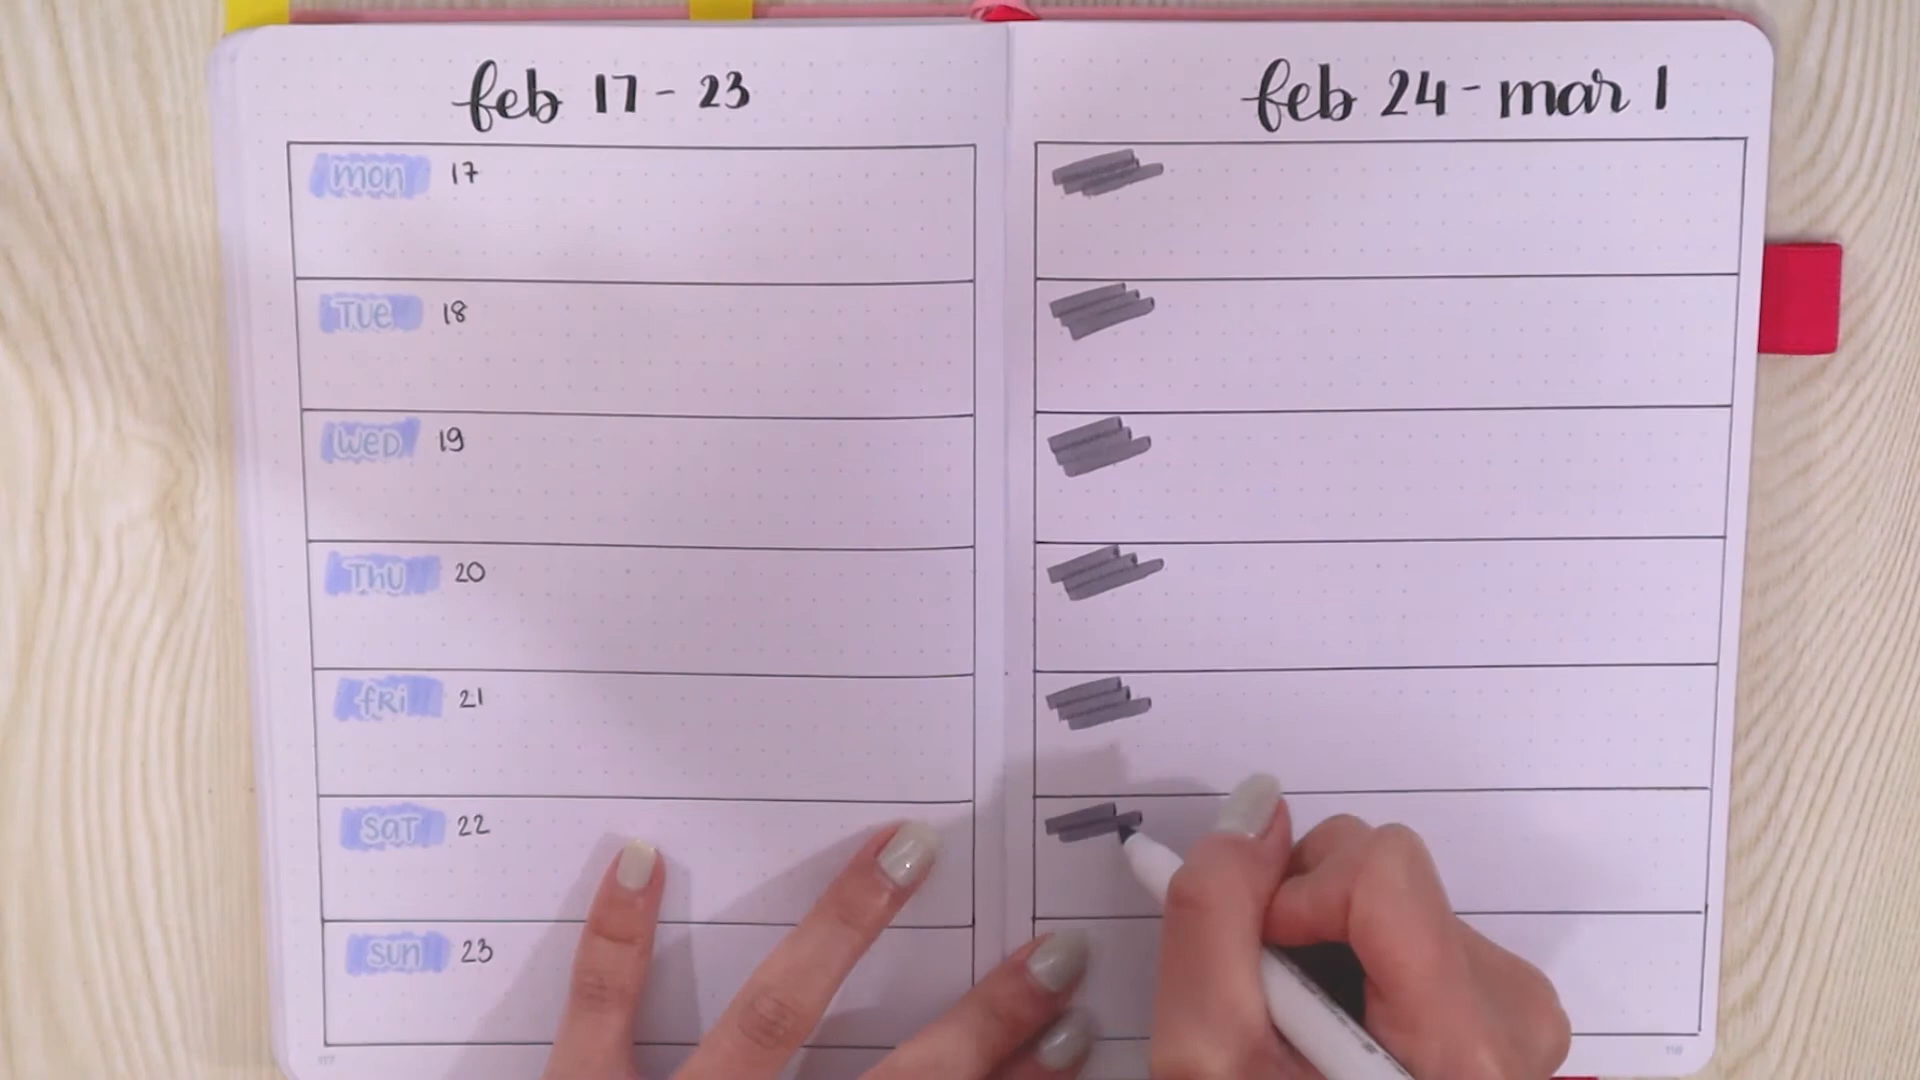 feb 17 - 23
mon 17
TUe 18
WED 19
ThU 20
fRi 21
SaT 22
sun 23
feb 24 - mar 1